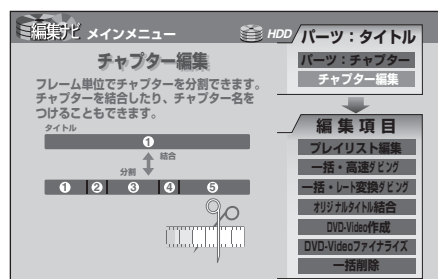 編集ナビ メインメニュー
HDD
パーツ：タイトル
パーツ：チャプター
チャプター編集
チャプター編集
フレーム単位でチャプターを分割できます。
チャプターを結合したり、チャプター名を
つけることもできます。
タイトル
①
結合
分割
① ② ③ ④ ⑤
編集項目
プレイリスト編集
一括・高速ダビング
一括・レート変換ダビング
オリジナルタイトル結合
DVD-Video作成
DVD-Videoファイナライズ
一括削除